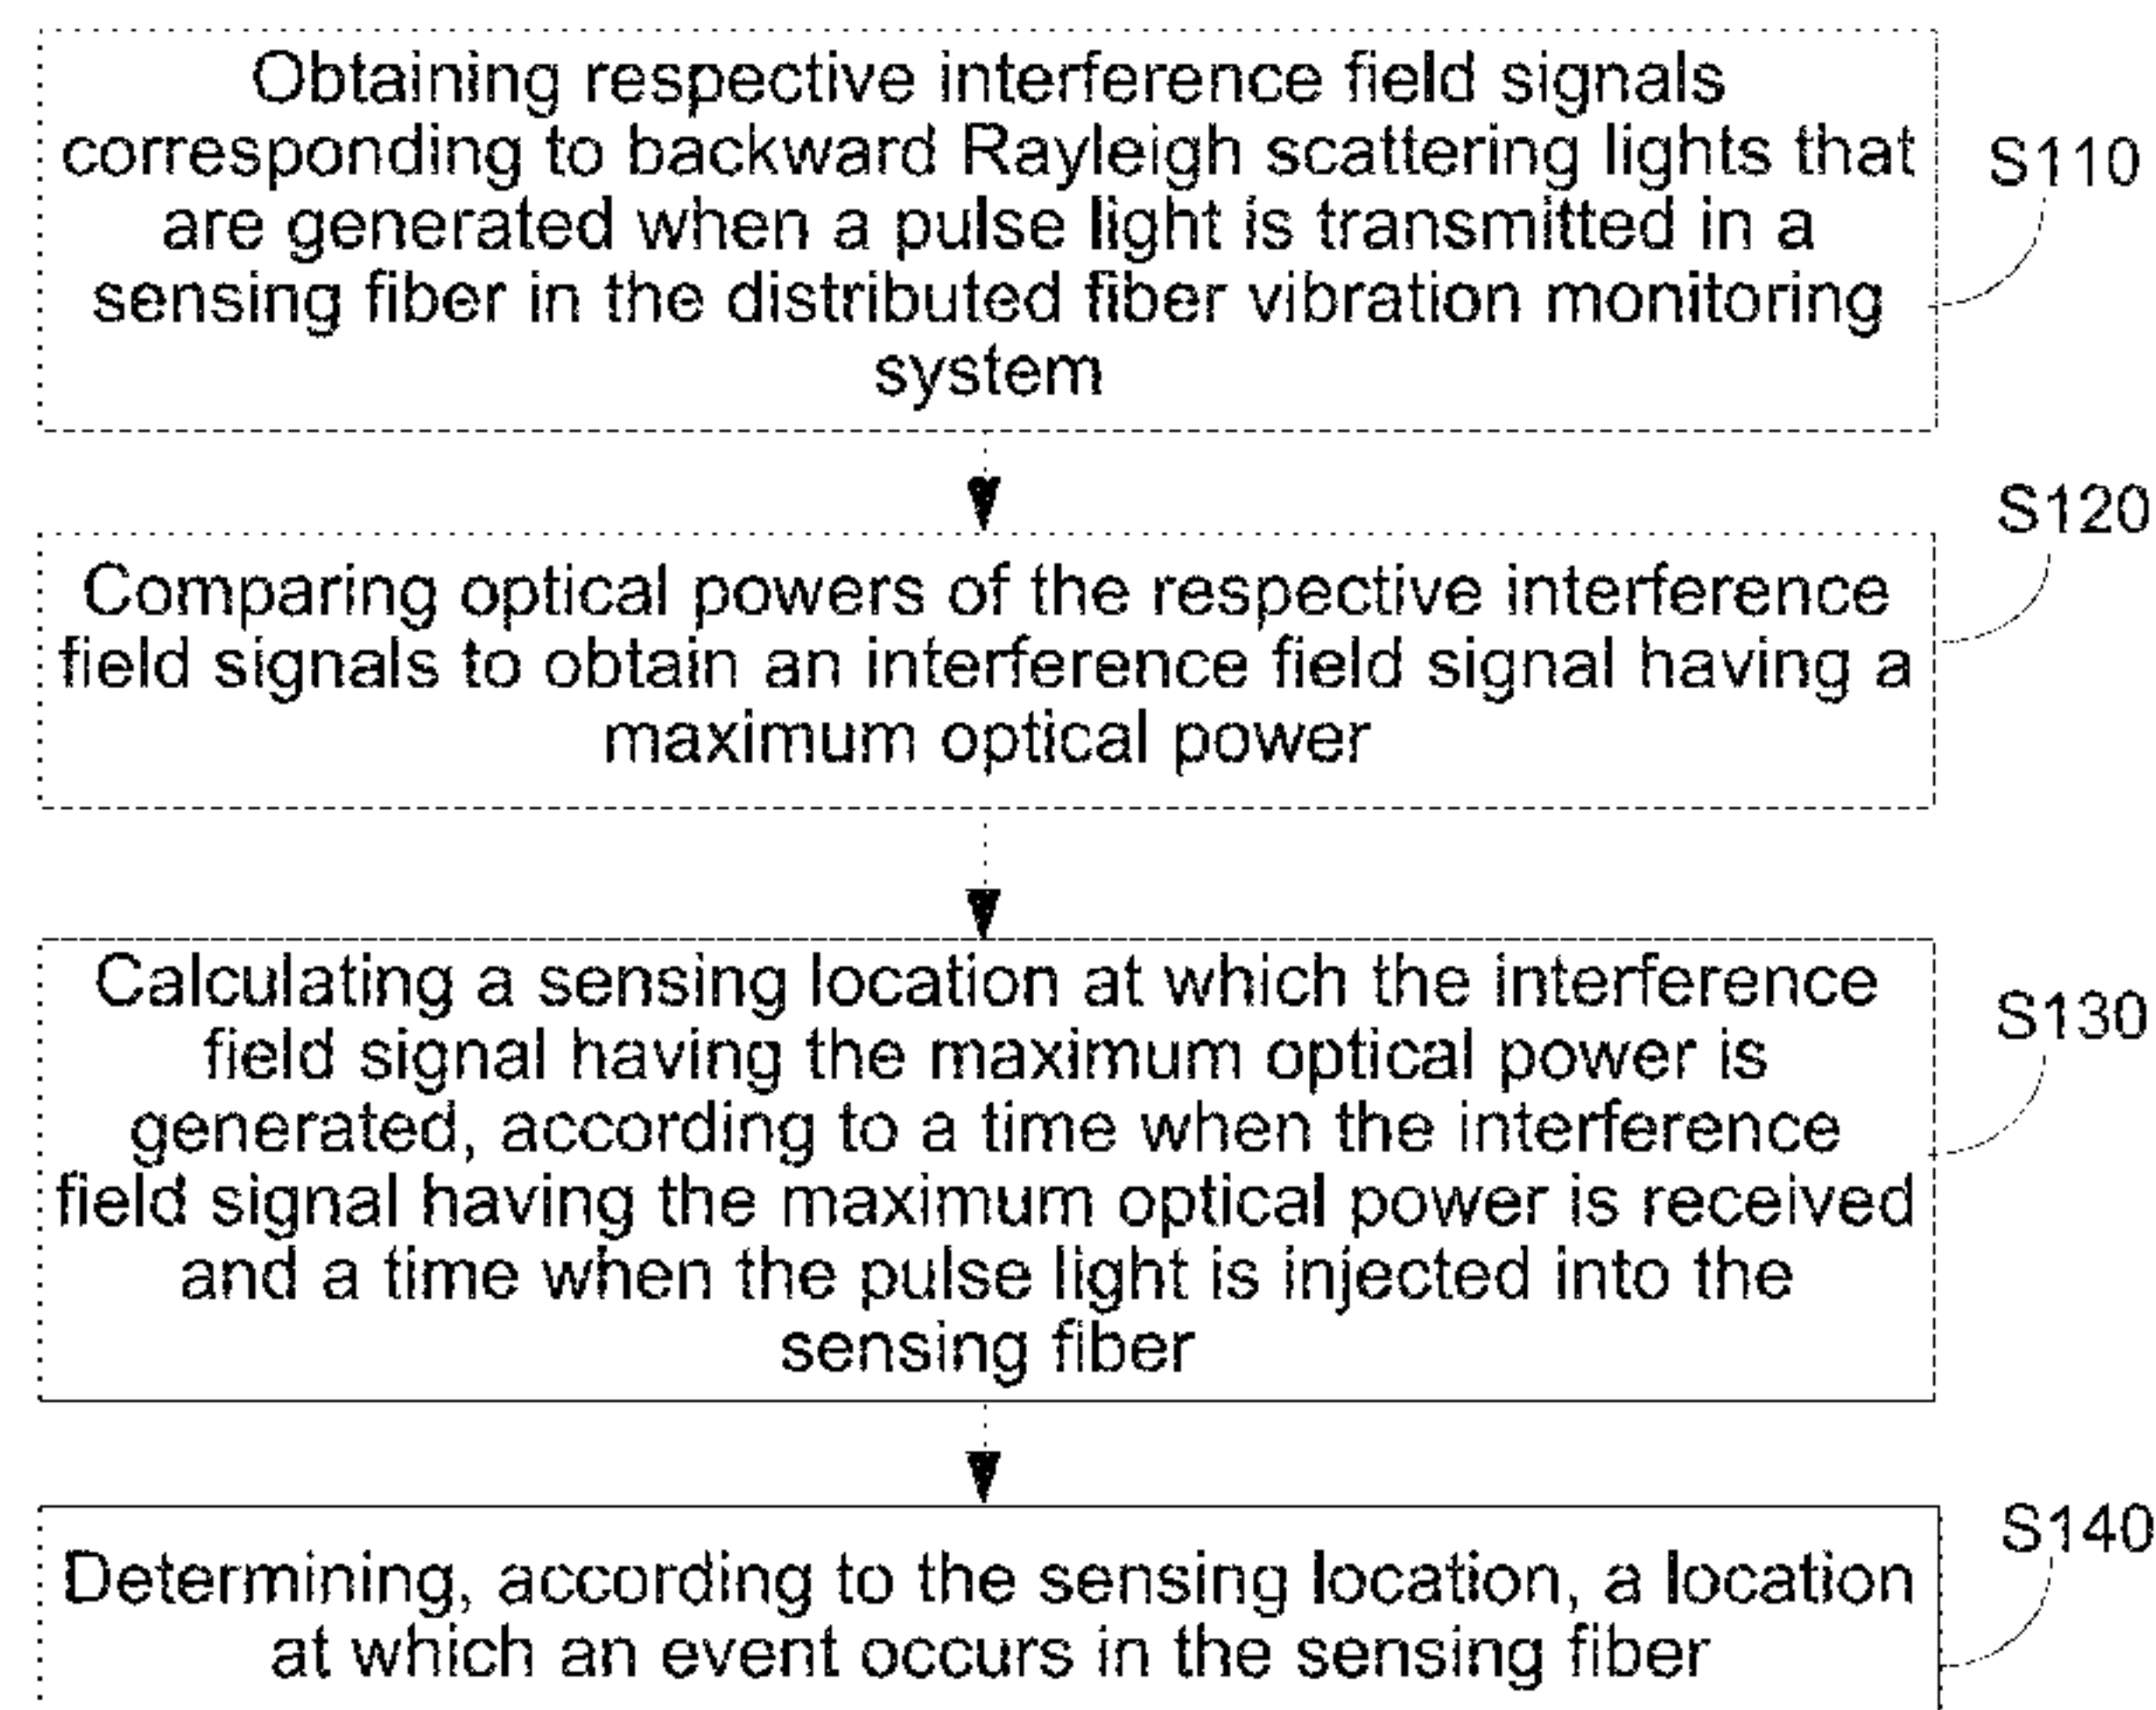 Obtaining respective interference field signals
corresponding to backward Rayleigh scattering lights that
are generated when a pulse light is transmitted in a
sensing fiber in the distributed fiber vibration monitoring
system
S110
Comparing optical powers of the respective interference
field signals to obtain an interference field signal having a
maximum optical power
S120
Calculating a sensing location at which the interference
field signal having the maximum optical power is
generated, according to a time when the interference
field signal having the maximum optical power is received
and a time when the pulse light is injected into the
sensing fiber
S130
Determining, according to the sensing location, a location
at which an event occurs in the sensing fiber
S140